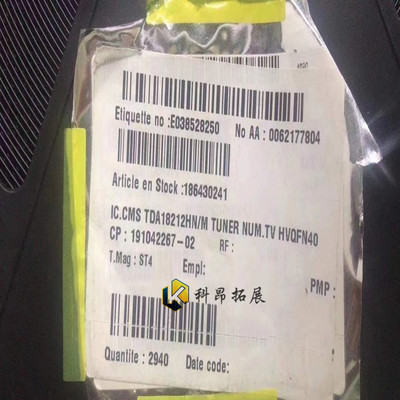 Etiquette no :E038528250 No AA : 0062177804
Article en Stock :186430241
IC.CMS TDA18212HN/M TUNER NUM.TV HVQFN40
CP : 191042267-02 RF :
T.Mag : ST4 Empl: PMP :
科昂拓展
Quantite : 2940 Date code: